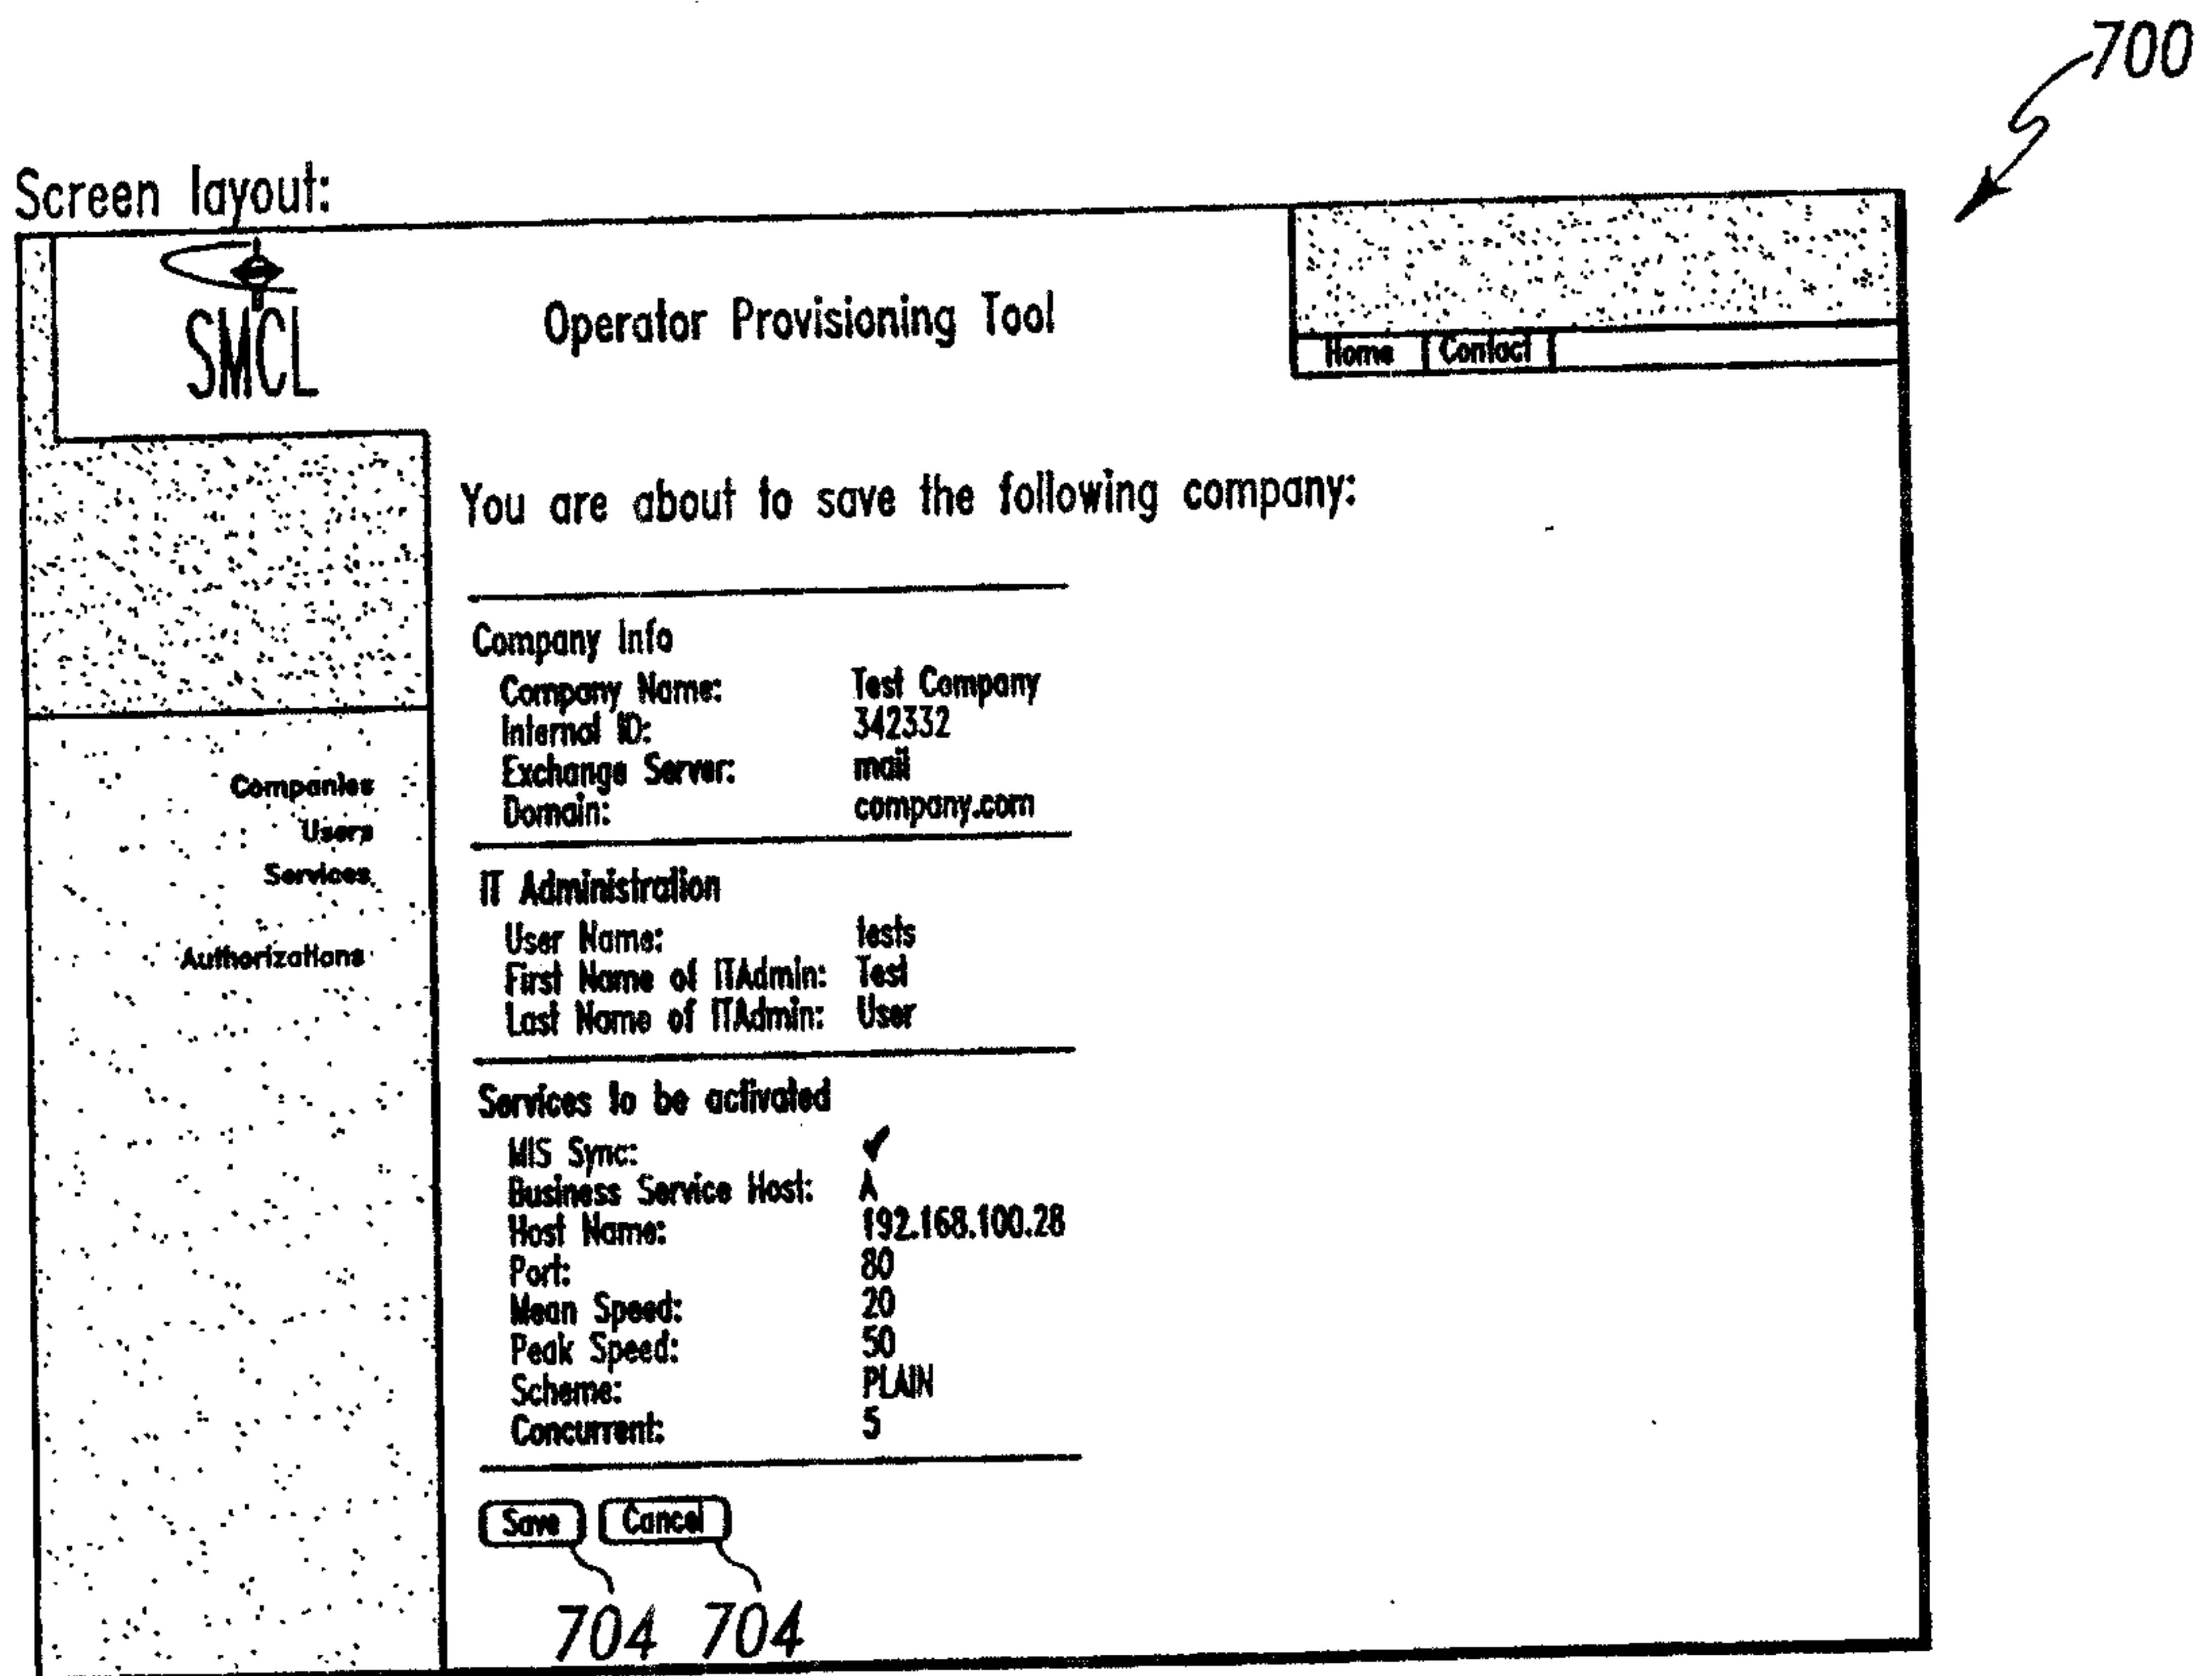 700
Screen layout:
SMCL
Operator Provisioning Tool
Home Contact
You are about to save the following company:
Companies
Users
Services
Authorizations
Company Info
Company Name: Test Company
Internal ID: 342332
Exchange Server: mail
Domain: company.com
IT Administration
User Name: tests
First Name of ITAdmin: Test
Last Name of ITAdmin: User
Services to be activated
MIS Sync: ✔
Business Service Host: A
Host Name: 192.168.100.28
Port: 80
Mean Speed: 20
Peak Speed: 50
Scheme: PLAIN
Concurrent: 5
Save Cancel
704 704